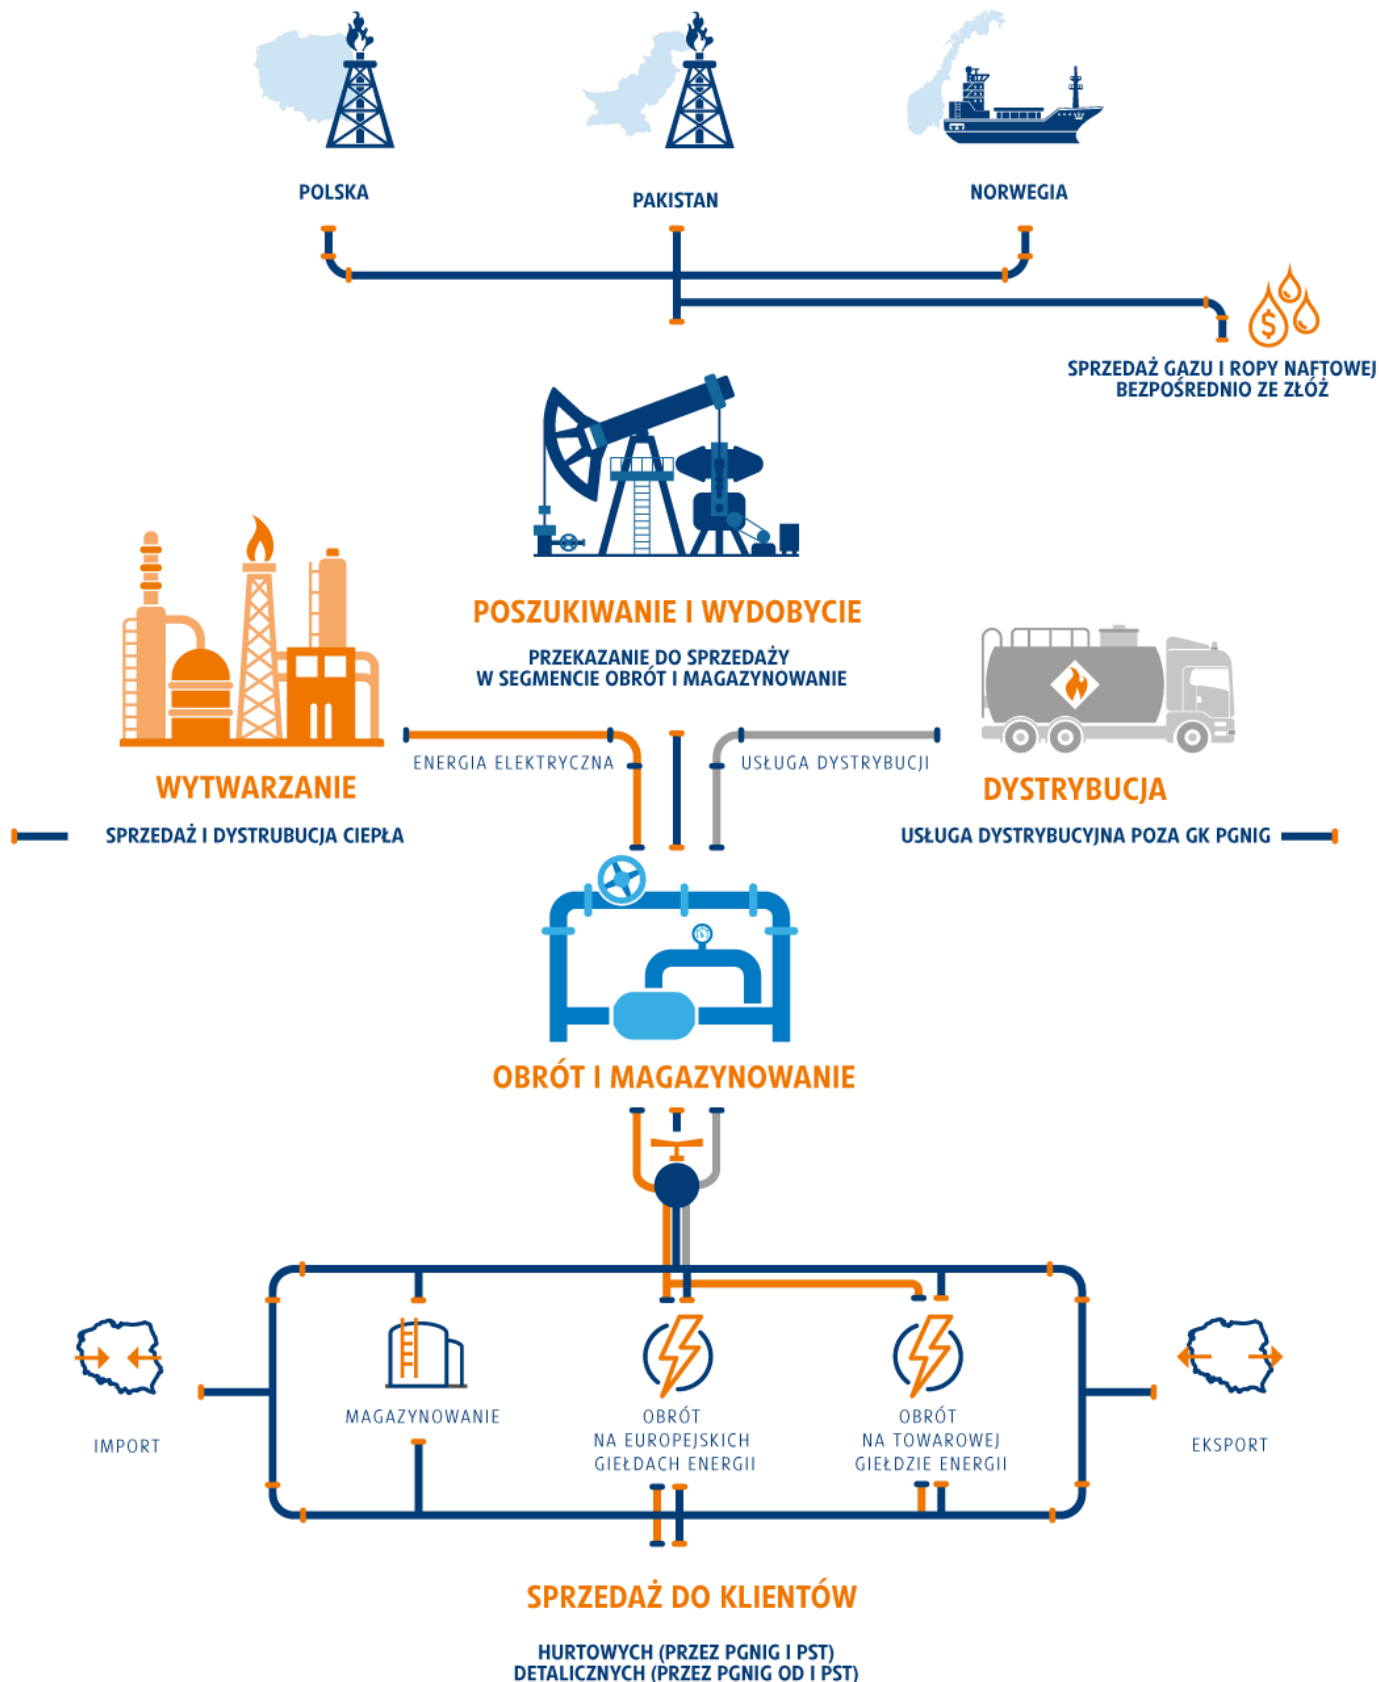 POLSKA
PAKISTAN
NORWEGIA
$
SPRZEDAŻ GAZU I ROPY NAFTOWEJ
BEZPOŚREDNIO ZE ZŁÓŻ
POSZUKIWANIE I WYDOBYCIE
PRZEKAZANIE DO SPRZEDAŻY
W SEGMENCIE OBRÓT I MAGAZYNOWANIE
ENERGIA ELEKTRYCZNA
USŁUGA DYSTRYBUCJI
WYTWARZANIE
DYSTRYBUCJA
SPRZEDAŻ I DYSTRUBUCJA CIEPŁA
USŁUGA DYSTRYBUCYJNA POZA GK PGNIG
OBRÓT I MAGAZYNOWANIE
IMPORT
MAGAZYNOWANIE
OBRÓT
NA EUROPEJSKICH
GIEŁDACH ENERGII
OBRÓT
NA TOWAROWEJ
GIEŁDZIE ENERGII
EKSPORT
SPRZEDAŻ DO KLIENTÓW
HURTOWYCH (PRZEZ PGNIG I PST)
DETALICZNYCH (PRZEZ PGNIG OD I PST)